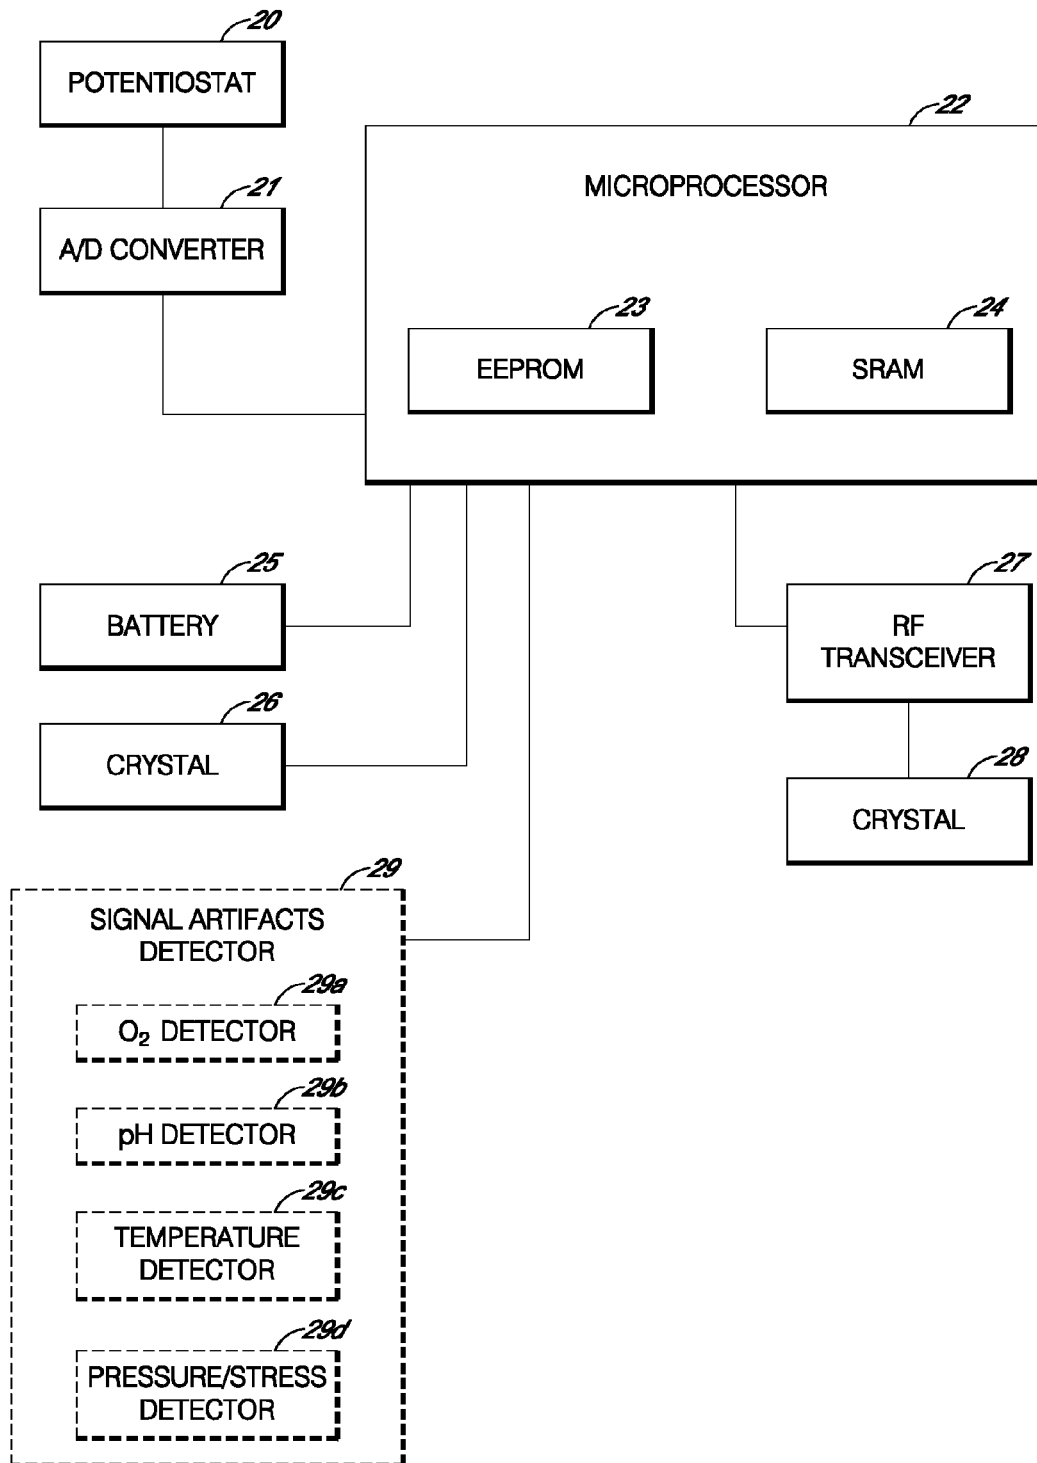 20
POTENTIOSTAT
22
MICROPROCESSOR
21
A/D CONVERTER
23
EEPROM
24
SRAM
25
BATTERY
27
RF
TRANSCEIVER
26
CRYSTAL
28
CRYSTAL
29
SIGNAL ARTIFACTS
DETECTOR
29a
O₂ DETECTOR
29b
pH DETECTOR
29c
TEMPERATURE
DETECTOR
29d
PRESSURE/STRESS
DETECTOR